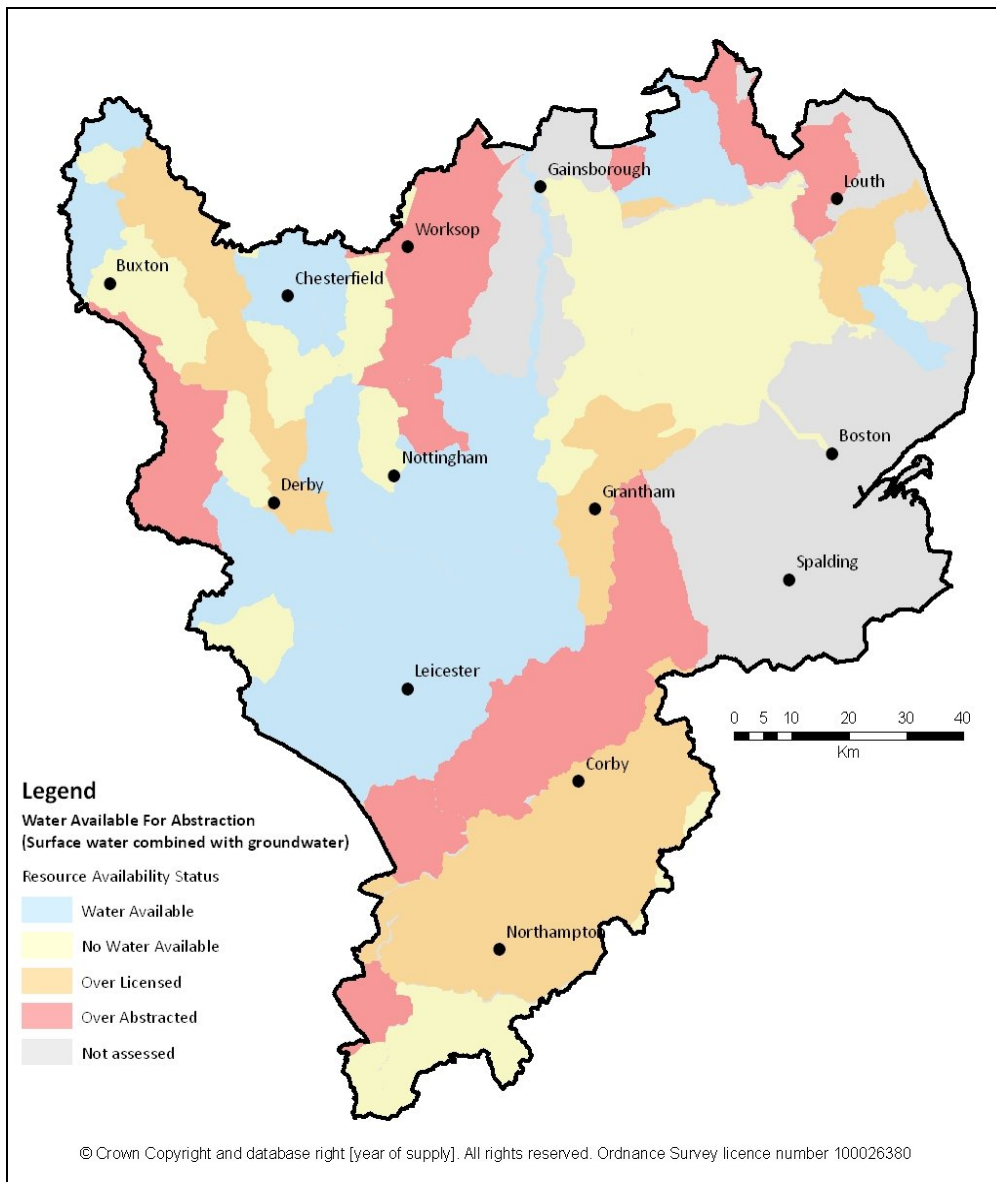 Gainsborough
Louth
Worksop
Buxton
Chesterfield
Boston
Nottingham
Derby
Grantham
Spalding
Leicester
0 5 10 20 30 40
Km
Corby
Legend
Water Available For Abstraction
(Surface water combined with groundwater)
Resource Availability Status
Water Available
No Water Available
Northampton
Over Licensed
Over Abstracted
Not assessed
© Crown Copyright and database right [year of supply]. All rights reserved. Ordnance Survey licence number 100026380